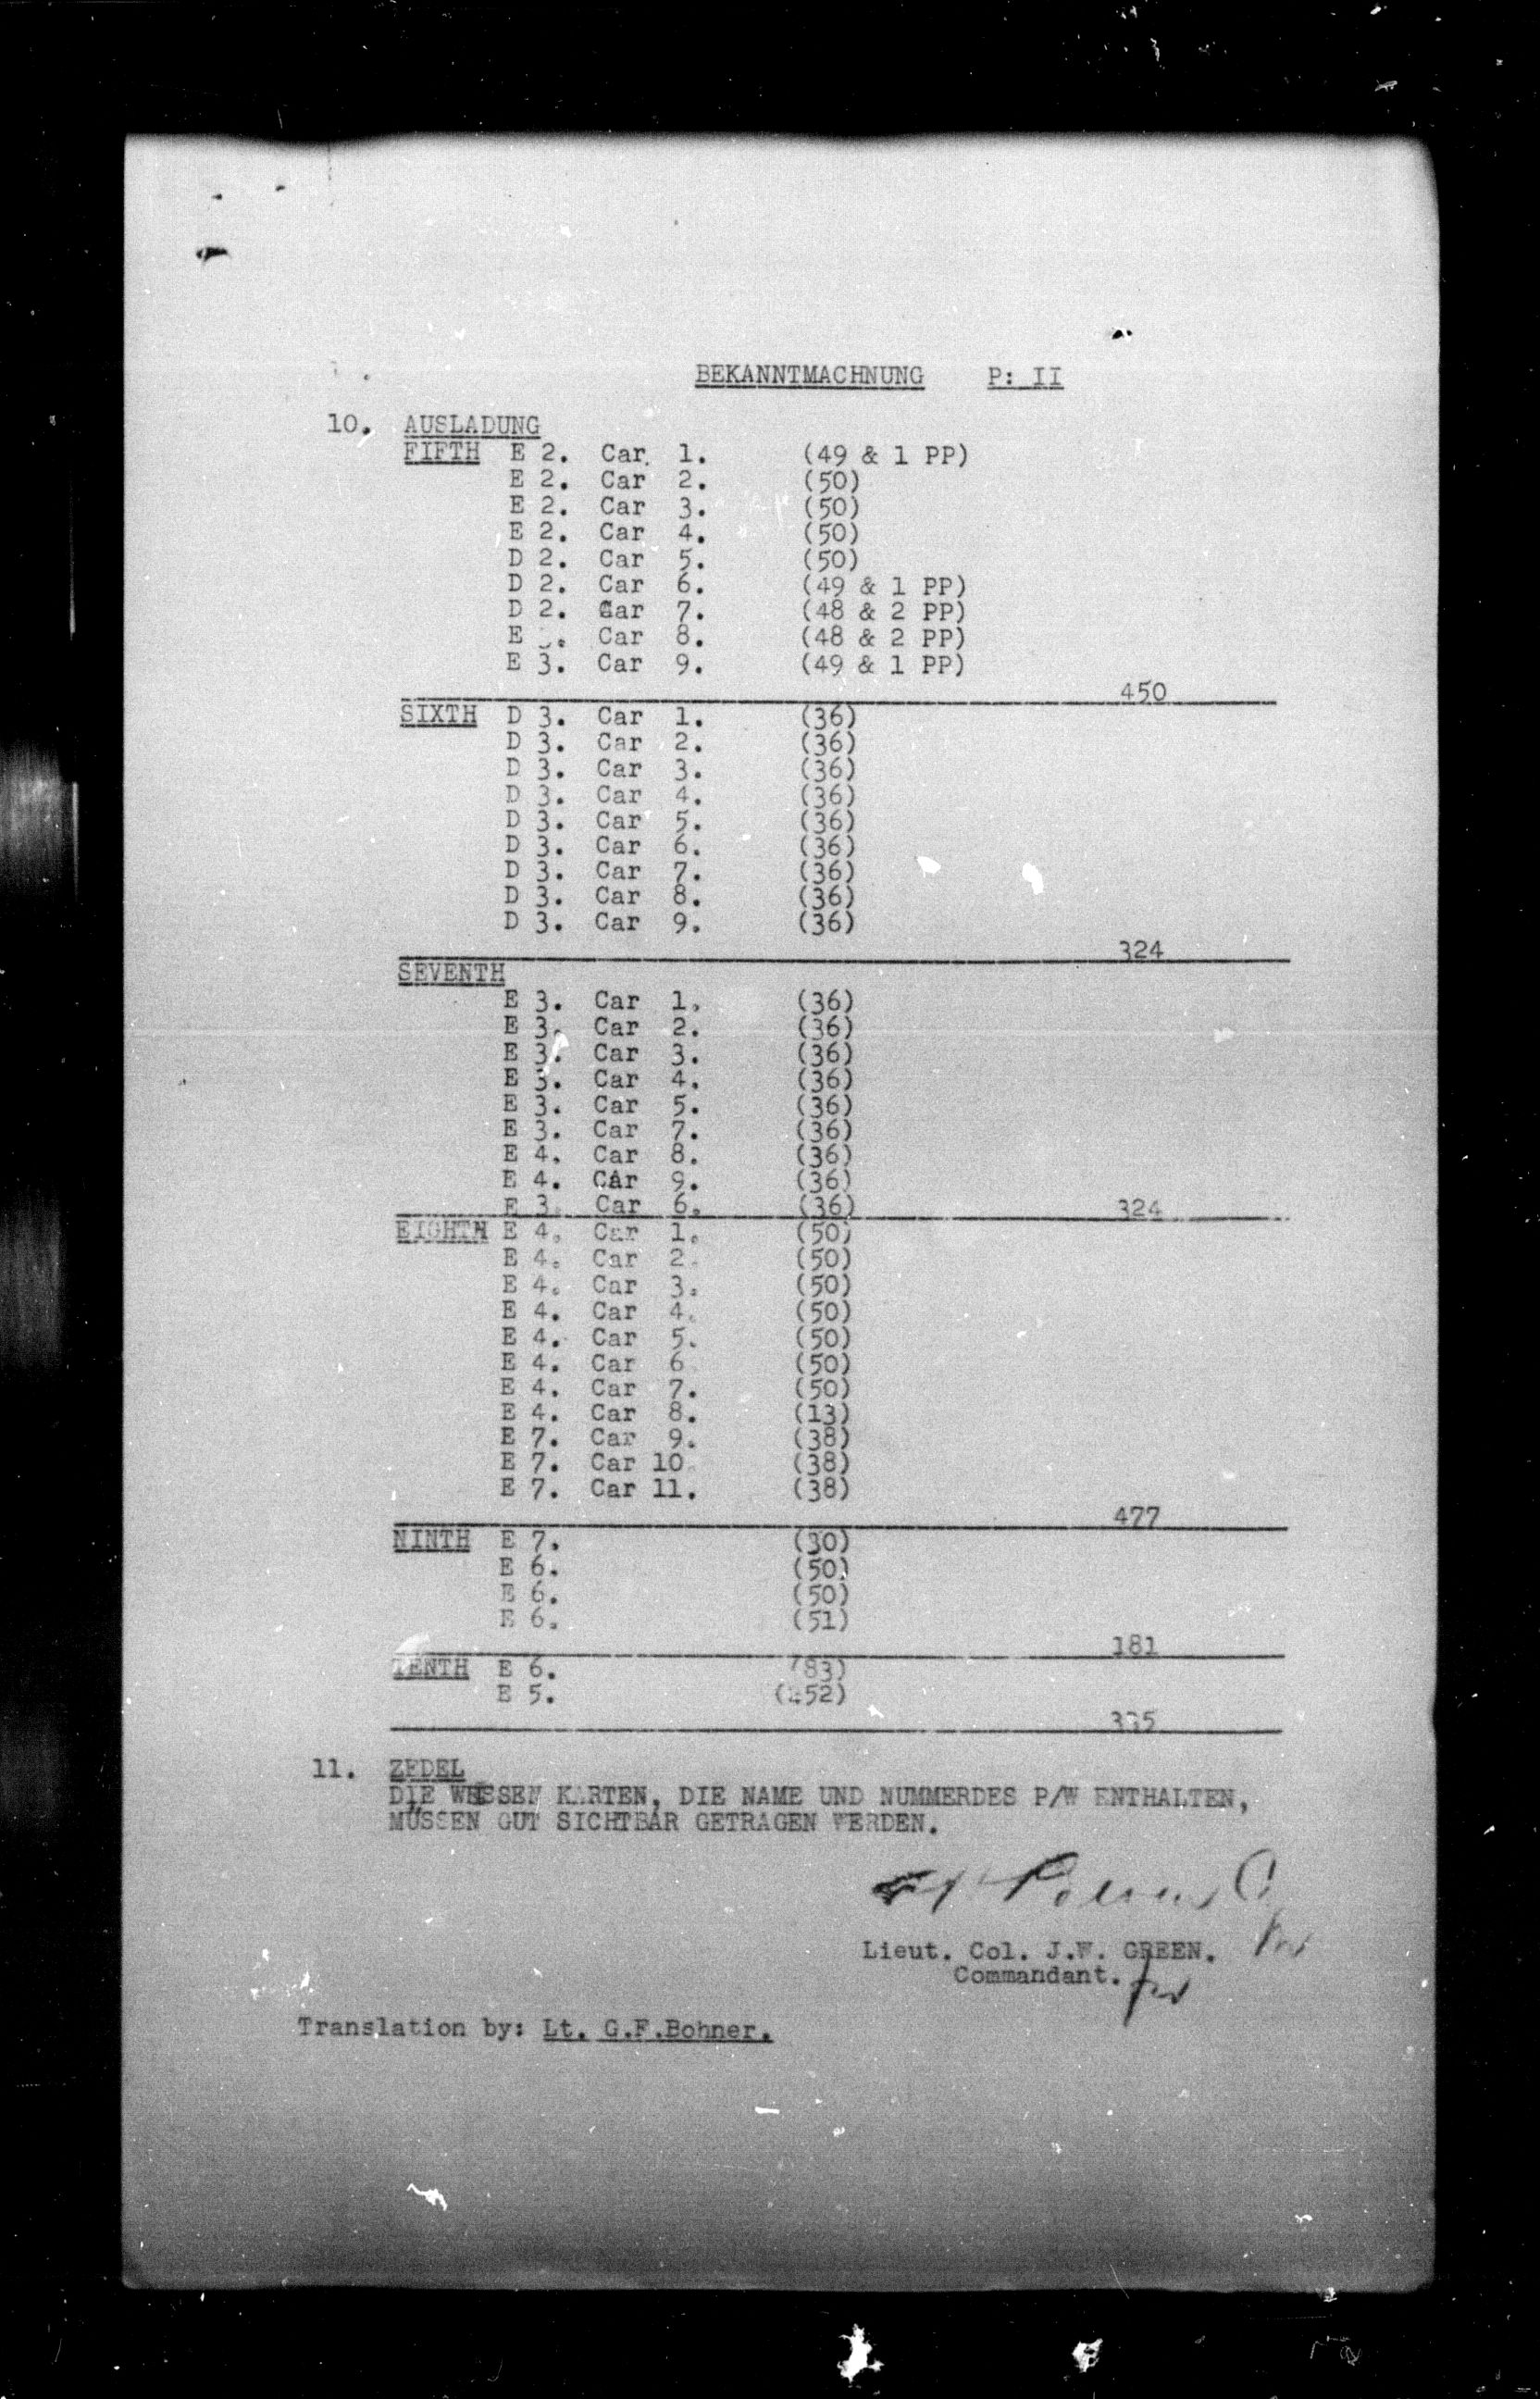 BEKANNTMACHNUNG P: II
10. AUSLADUNG
FIFTH E 2. Car. 1. (49 & 1 PP)
E 2. Car 2. (50)
E 2. Car 3. (50)
E 2. Car 4. (50)
D 2. Car 5. (50)
D 2. Car 6. (49 & 1 PP)
D 2. Car 7. (48 & 2 PP)
E Car 8. (48 & 2 PP)
E 3. Car 9. (49 & 1 PP)
450
SIXTH D 3. Car 1. (36)
D 3. Car 2. (36)
D 3. Car 3. (36)
D 3. Car 4. (36)
D 3. Car 5. (36)
D 3. Car 6. (36)
D 3. Car 7. (36)
D 3. Car 8. (36)
D 3. Car 9. (36)
324
SEVENTH
E 3. Car 1. (36)
E 3. Car 2. (36)
E 3. Car 3. (36)
E 3. Car 4. (36)
E 3. Car 5. (36)
E 3. Car 7. (36)
E 4. Car 8. (36)
E 4. CAr 9. (36)
E 3. Car 6. (36) 324
EIGHTH E 4. Car 1. (50)
E 4. Car 2. (50)
E 4. Car 3. (50)
E 4. Car 4. (50)
E 4. Car 5. (50)
E 4. Car 6 (50)
E 4. Car 7. (50)
E 4. Car 8. (13)
E 7. Car 9. (38)
E 7. Car 10. (38)
E 7. Car 11. (38)
477
NINTH E 7. (30)
E 6. (50)
E 6. (50)
E 6. (51)
181
TENTH E 6. (83)
E 5. (252)
335
11. ZEDEL
DIE WEISSEN KARTEN, DIE NAME UND NUMMERDES P/W ENTHALTEN,
MÜSSEN GUT SICHTBAR GETRAGEN WERDEN.
Lieut. Col. J.W. GREEN.
Commandant. for
Translation by: Lt. G.F.Bohner.